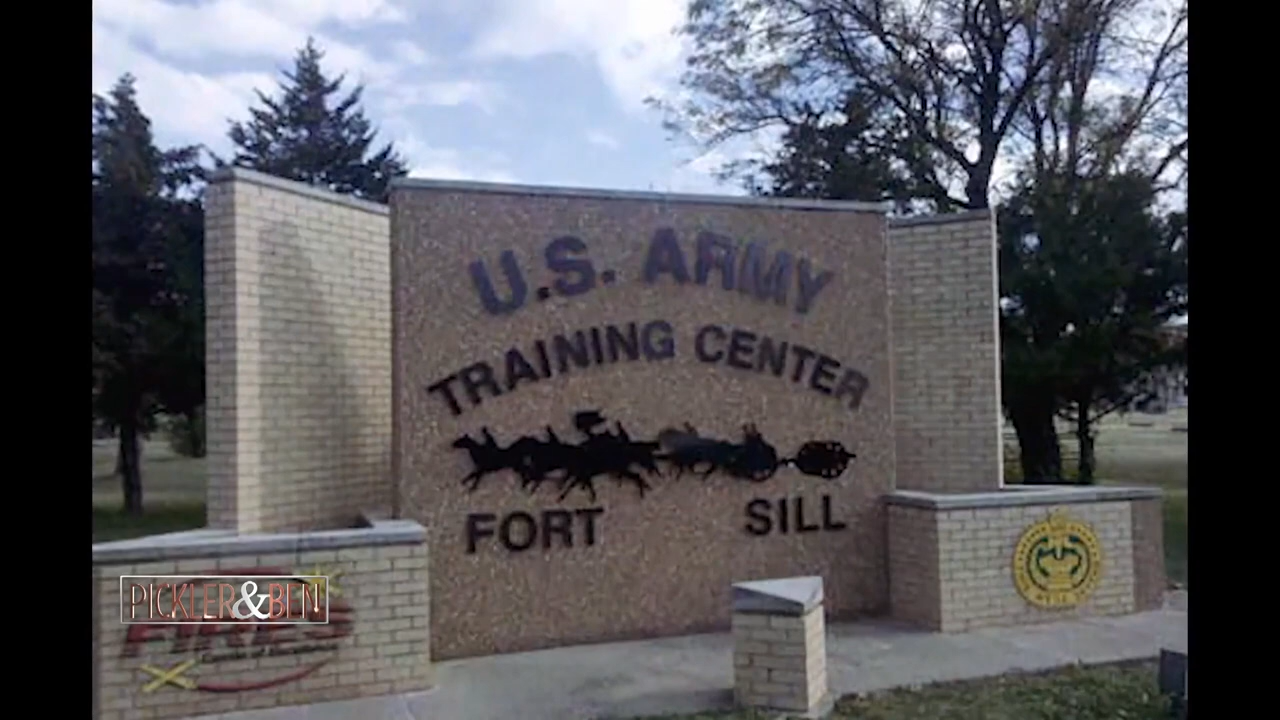 U.S. ARMY
TRAINING CENTER
FORT SILL
PICKLER&BEN
FIRES